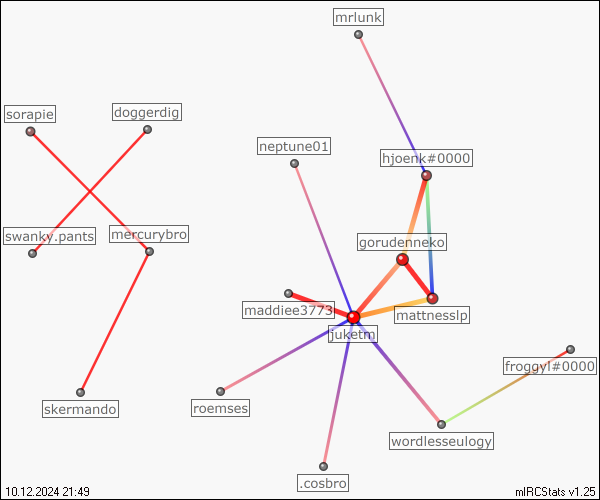 mrlunk
sorapie
doggerdig
neptune01
hjoenk#0000
swanky.pants
mercurybro
gorudenneko
maddiee3773
mattnesslp
juketm
froggyl#0000
skermando
roemses
wordlesseulogy
.cosbro
10.12.2024 21:49
mIRCStats v1.25